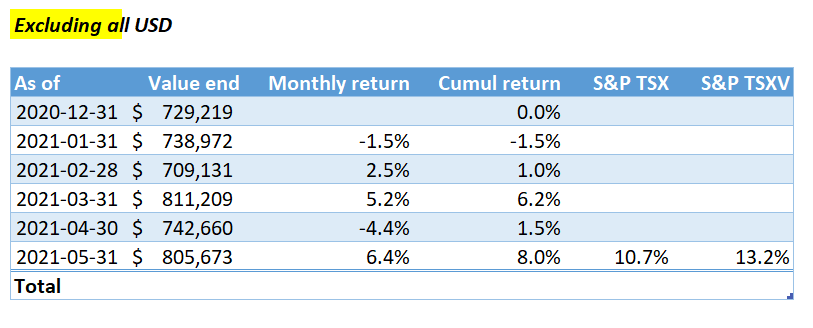 Excluding all USD
As of Value end Monthly return Cumul return S&P TSX S&P TSXV
2020-12-31 $ 729,219 0.0%
2021-01-31 $ 738,972 -1.5% -1.5%
2021-02-28 $ 709,131 2.5% 1.0%
2021-03-31 $ 811,209 5.2% 6.2%
2021-04-30 $ 742,660 -4.4% 1.5%
2021-05-31 $ 805,673 6.4% 8.0% 10.7% 13.2%
Total